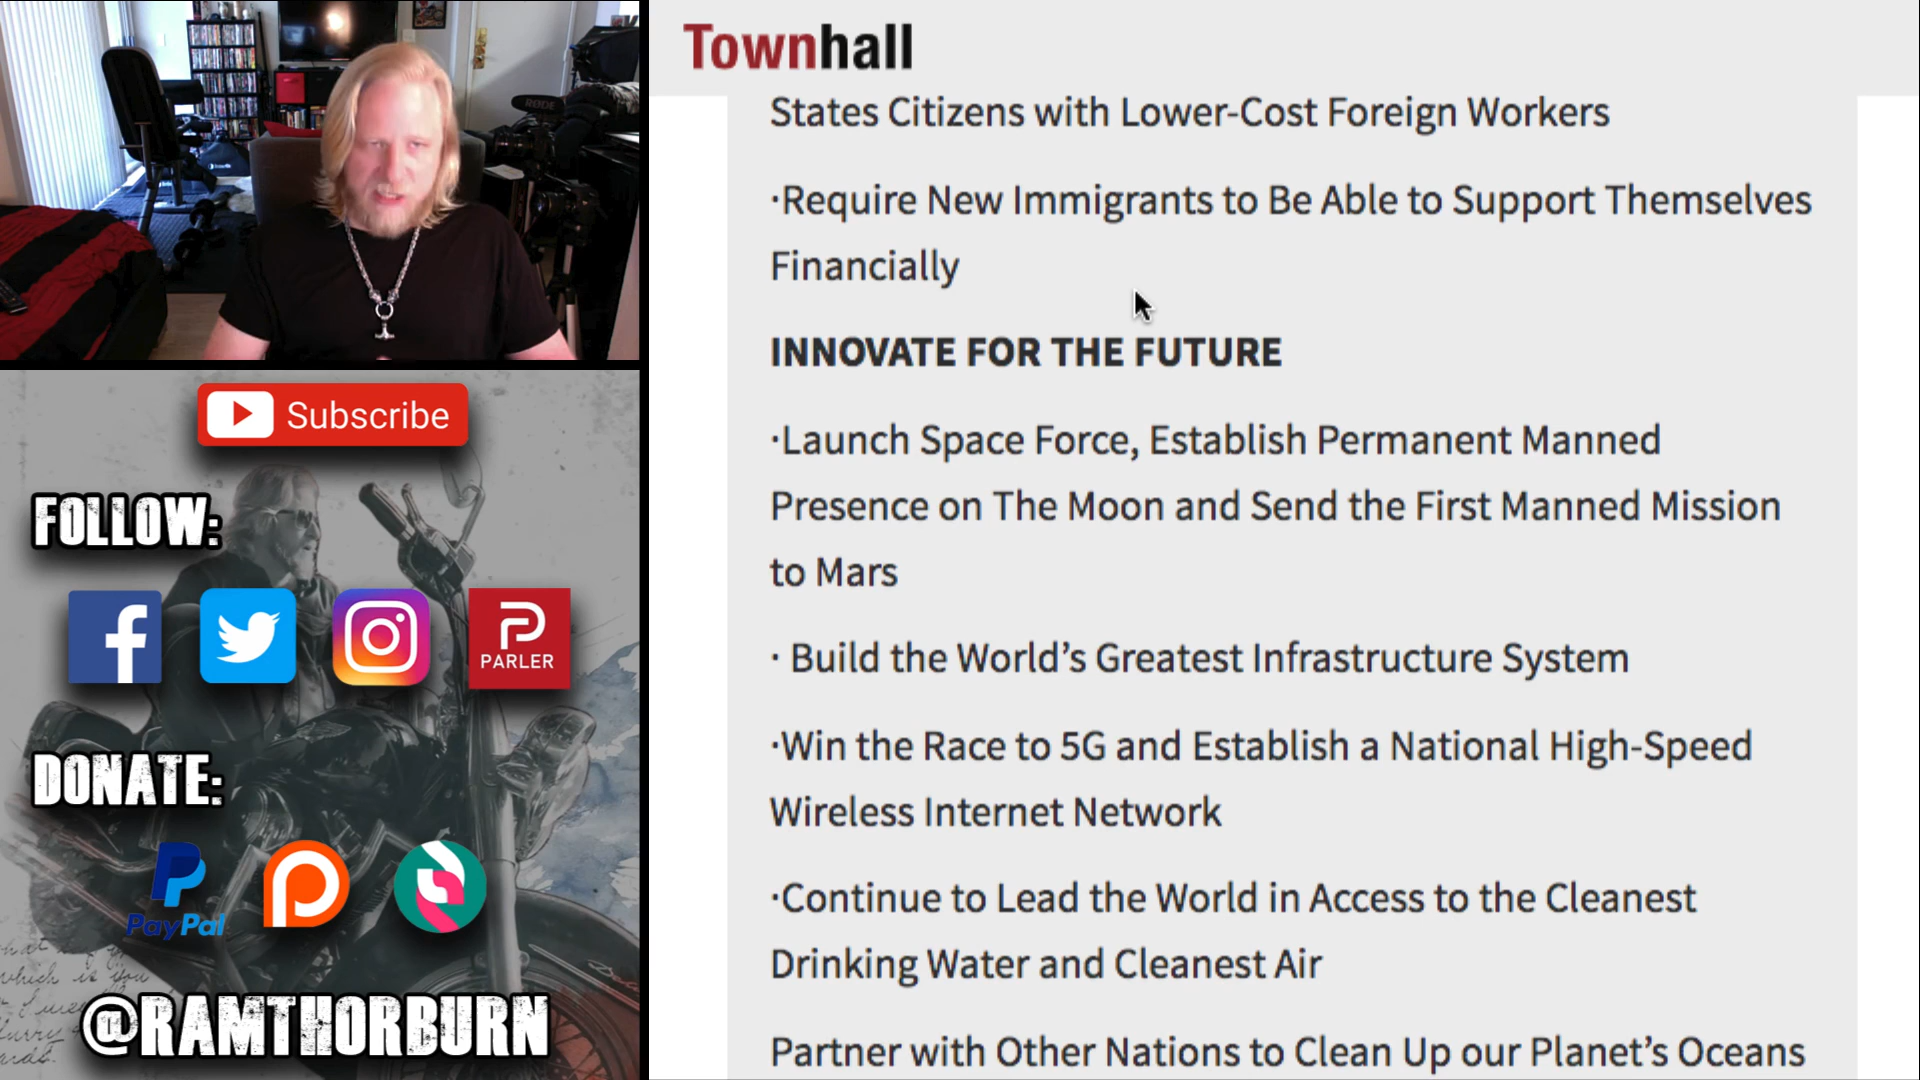 Subscribe
FOLLOW:
PARLER
DONATE:
PayPal
@RAMTHORBURN
RØDE
Townhall
States Citizens with Lower-Cost Foreign Workers
·Require New Immigrants to Be Able to Support Themselves
Financially
INNOVATE FOR THE FUTURE
·Launch Space Force, Establish Permanent Manned
Presence on The Moon and Send the First Manned Mission
to Mars
· Build the World’s Greatest Infrastructure System
·Win the Race to 5G and Establish a National High-Speed
Wireless Internet Network
·Continue to Lead the World in Access to the Cleanest
Drinking Water and Cleanest Air
Partner with Other Nations to Clean Up our Planet’s Oceans